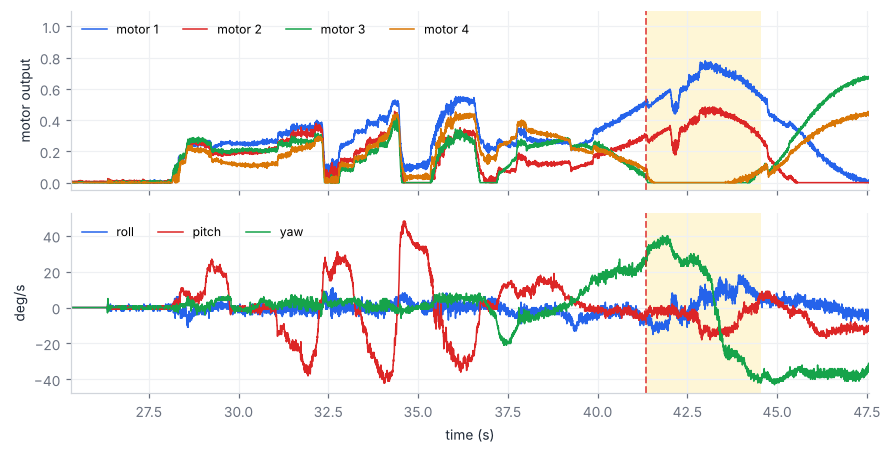 motor 1 motor 2 motor 3 motor 4
motor output
1.0
0.8
0.6
0.4
0.2
0.0
roll pitch yaw
deg/s
40
20
0
−20
−40
27.5 30.0 32.5 35.0 37.5 40.0 42.5 45.0 47.5
time (s)